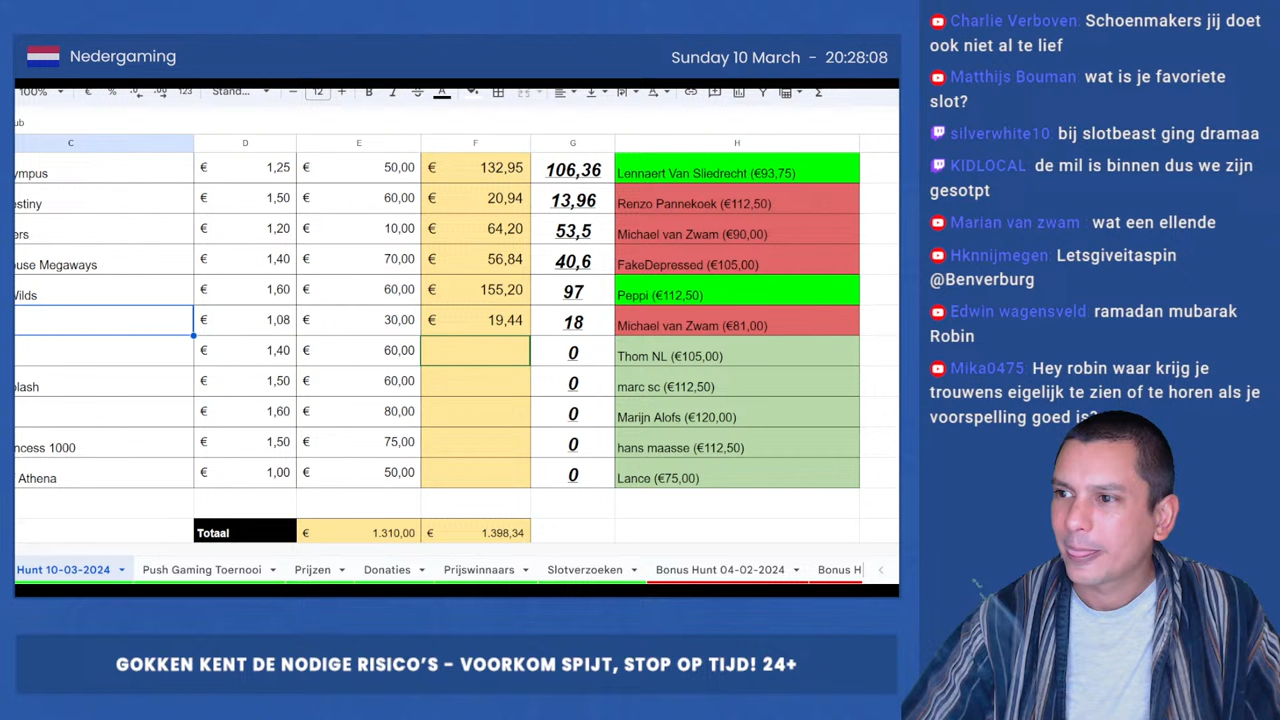 Nedergaming
Sunday 10 March - 20:28:08
100% € % .0 .00 123 Stand... 12 B I A Σ
ub
C D E F G H
ympus € 1,25 € 50,00 € 132,95 106,36 Lennaert Van Sliedrecht (€93,75)
estiny € 1,50 € 60,00 € 20,94 13,96 Renzo Pannekoek (€112,50)
ers € 1,20 € 10,00 € 64,20 53,5 Michael van Zwam (€90,00)
ouse Megaways € 1,40 € 70,00 € 56,84 40,6 FakeDepressed (€105,00)
Wilds € 1,60 € 60,00 € 155,20 97 Peppi (€112,50)
€ 1,08 € 30,00 € 19,44 18 Michael van Zwam (€81,00)
€ 1,40 € 60,00 0 Thom NL (€105,00)
plash € 1,50 € 60,00 0 marc sc (€112,50)
€ 1,60 € 80,00 0 Marijn Alofs (€120,00)
ncess 1000 € 1,50 € 75,00 0 hans maasse (€112,50)
Athena € 1,00 € 50,00 0 Lance (€75,00)
Totaal € 1.310,00 € 1.398,34
Hunt 10-03-2024 Push Gaming Toernooi Prijzen Donaties Prijswinnaars Slotverzoeken Bonus Hunt 04-02-2024 Bonus H
GOKKEN KENT DE NODIGE RISICO'S - VOORKOM SPIJT, STOP OP TIJD! 24+
Charlie Verboven Schoenmakers jij doet
ook niet al te lief
Matthijs Bouman wat is je favoriete
slot?
silverwhite10 bij slotbeast ging dramaa
KIDLOCAL de mil is binnen dus we zijn
gesotpt
Marian van zwam wat een ellende
Hknnijmegen Letsgiveitaspin
@Benverburg
Edwin wagensveld ramadan mubarak
Robin
Mika0475 Hey robin waar krijg je
trouwens eigelijk te zien of te horen als je
voorspelling goed is?